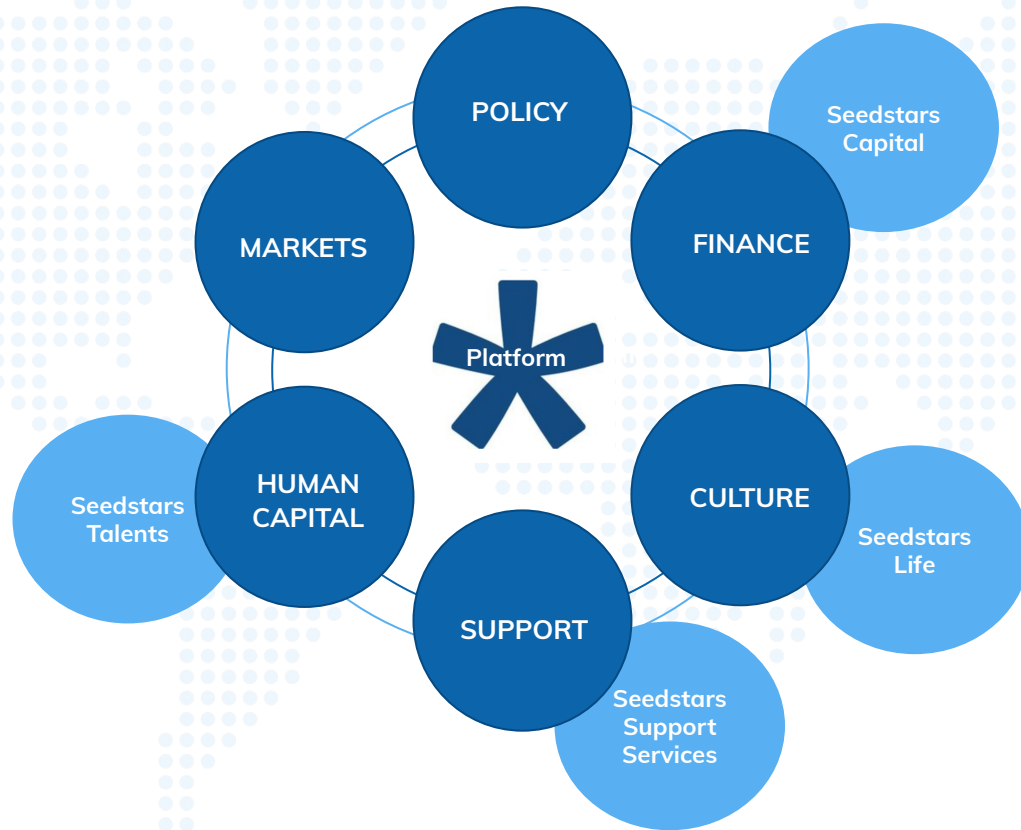 POLICY
Seedstars
Capital
MARKETS
FINANCE
Platform
HUMAN
CAPITAL
Seedstars
Talents
CULTURE
Seedstars
Life
SUPPORT
Seedstars
Support
Services